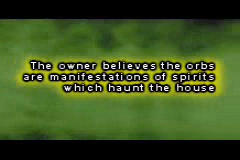 The owner believes the orbs
are manifestations of spirits
which haunt the house